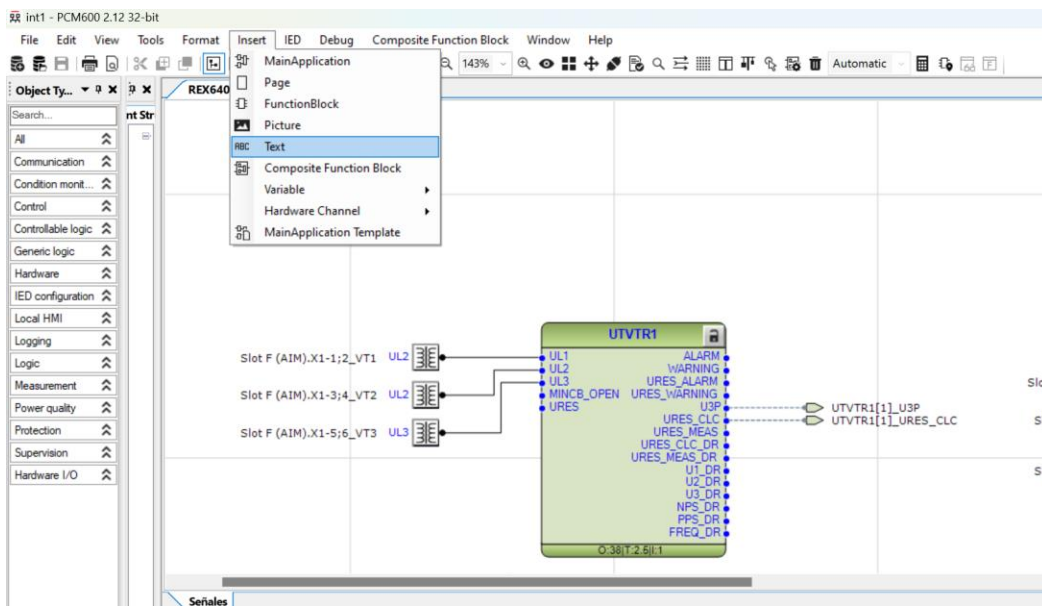 int1 - PCM600 2.12 32-bit
File Edit View Tools Format Insert IED Debug Composite Function Block Window Help
143% Automatic
Object Ty...
REX640
Search...
nt Str
All
Communication
Condition monit...
Control
Controllable logic
Generic logic
Hardware
IED configuration
Local HMI
Logging
Logic
Measurement
Power quality
Protection
Supervision
Hardware I/O
MainApplication
Page
FunctionBlock
Picture
ABC Text
Composite Function Block
Variable
Hardware Channel
MainApplication Template
UTVTR1
Slot F (AIM).X1-1;2_VT1 UL2
Slot F (AIM).X1-3;4_VT2 UL2
Slot F (AIM).X1-5;6_VT3 UL3
UL1 ALARM
UL2 WARNING
UL3 URES_ALARM
MINCB_OPEN URES_WARNING
URES U3P
URES_CLC
URES_MEAS
URES_CLC_DR
URES_MEAS_DR
U1_DR
U2_DR
U3_DR
NPS_DR
PPS_DR
FREQ_DR
O:38|T:2.5|I:1
UTVTR1[1]_U3P
UTVTR1[1]_URES_CLC
Slo
S
S
Señales